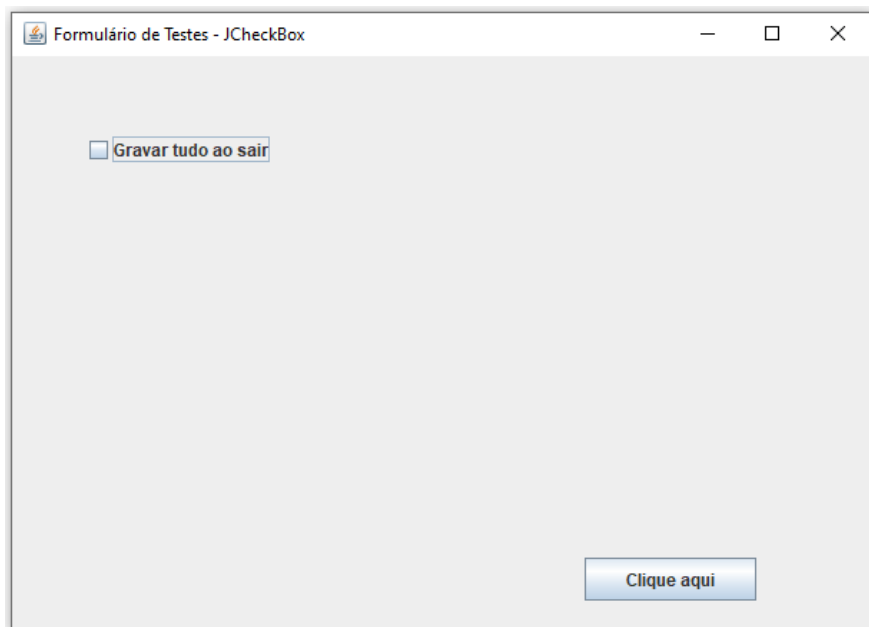 Formulário de Testes - JCheckBox
Gravar tudo ao sair
Clique aqui